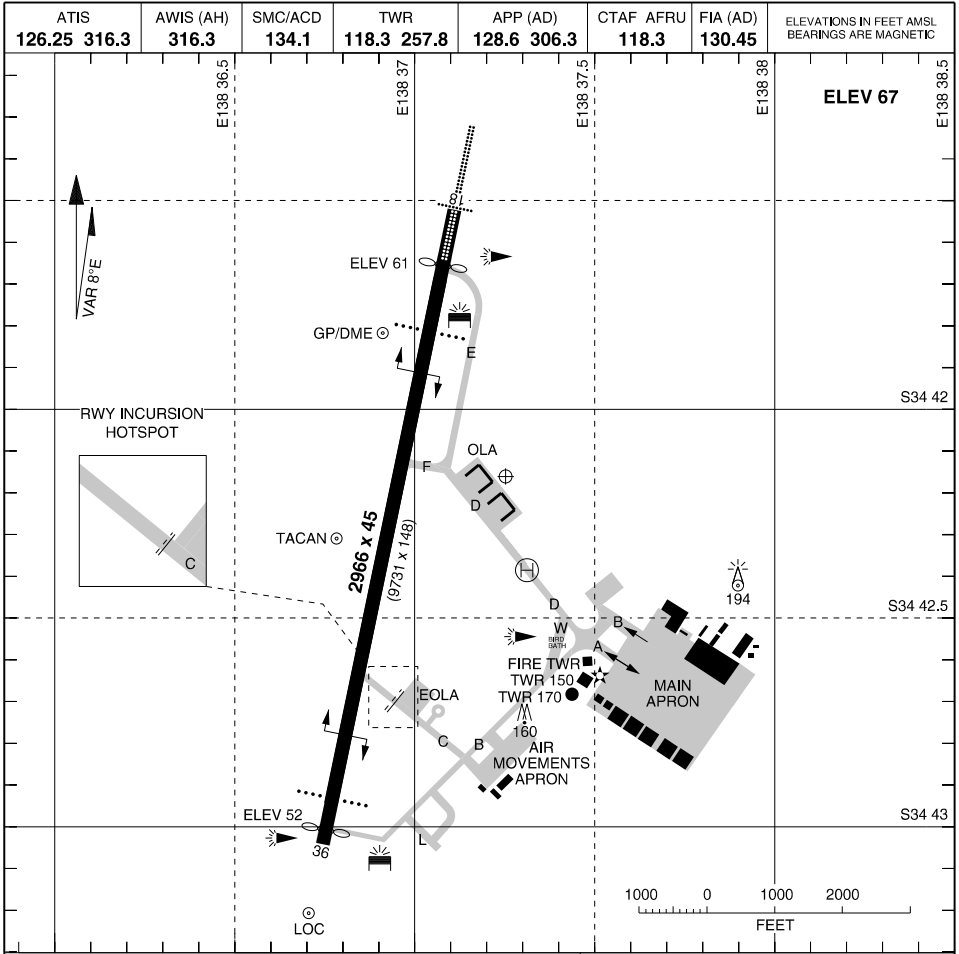 ATIS
126.25 316.3
AWIS (AH)
316.3
SMC/ACD
134.1
TWR
118.3 257.8
APP (AD)
128.6 306.3
CTAF AFRU
118.3
FIA (AD)
130.45
ELEVATIONS IN FEET AMSL
BEARINGS ARE MAGNETIC
E138 36.5
E138 37
E138 37.5
E138 38
E138 38.5
ELEV 67
VAR 8°E
18
ELEV 61
GP/DME
E
S34 42
RWY INCURSION
HOTSPOT
C
OLA
F
D
TACAN
2966 x 45
(9731 x 148)
H
194
D
S34 42.5
W
BIRD
BATH
B
A
FIRE TWR
TWR 150
TWR 170
MAIN
APRON
EOLA
160
C
B
AIR
MOVEMENTS
APRON
ELEV 52
S34 43
L
36
LOC
1000 0 1000 2000
FEET